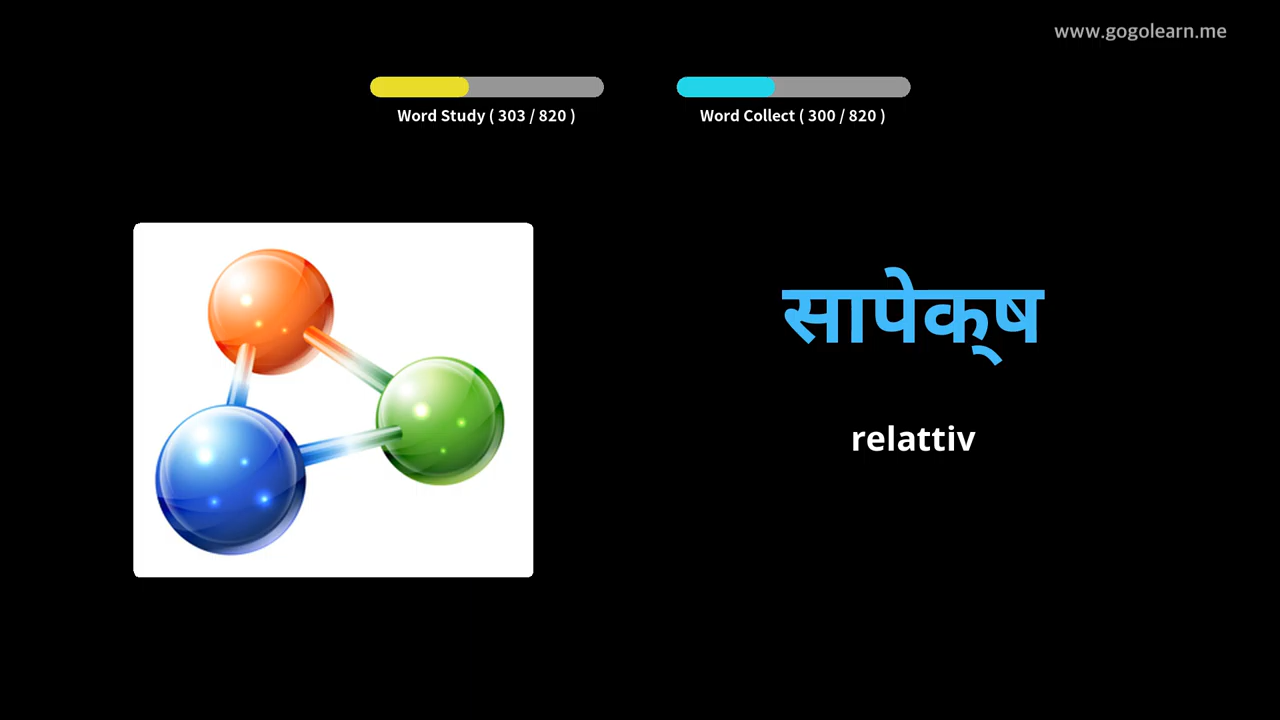 www.gogolearn.me
Word Study ( 303 / 820 )
Word Collect ( 300 / 820 )
सापेक्‌ष
relattiv